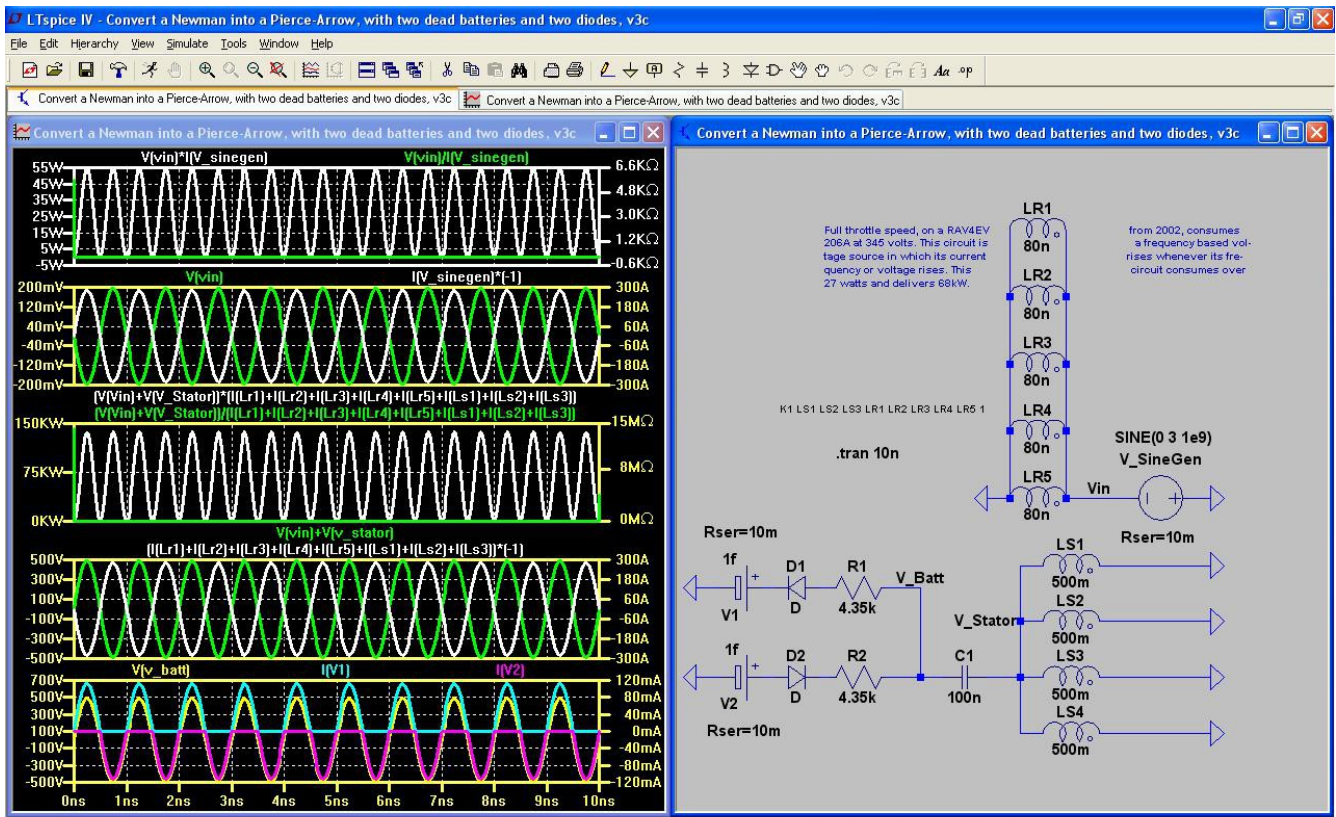 LTspice IV - Convert a Newman into a Pierce-Arrow, with two dead batteries and two diodes, v3c
File Edit Hierarchy View Simulate Tools Window Help
Aa .op
Convert a Newman into a Pierce-Arrow, with two dead batteries and two diodes, v3c
Convert a Newman into a Pierce-Arrow, with two dead batteries and two diodes, v3c
Convert a Newman into a Pierce-Arrow, with two dead batteries and two diodes, v3c
V(vin)*I(V_sinegen) V(vin)/I(V_sinegen)
55W 6.6KΩ
45W 4.8KΩ
35W
25W 3.0KΩ
15W 1.2KΩ
5W
-5W -0.6KΩ
V(vin) I(V_sinegen)*(-1)
200mV 300A
120mV 180A
40mV 60A
-40mV -60A
-120mV -180A
-200mV -300A
(V(Vin)+V(V_Stator))*(I(Lr1)+I(Lr2)+I(Lr3)+I(Lr4)+I(Lr5)+I(Ls1)+I(Ls2)+I(Ls3))
(V(Vin)+V(V_Stator))/(I(Lr1)+I(Lr2)+I(Lr3)+I(Lr4)+I(Lr5)+I(Ls1)+I(Ls2)+I(Ls3))
150KW 15MΩ
75KW 8MΩ
0KW 0MΩ
V(vin)+V(v_stator)
(I(Lr1)+I(Lr2)+I(Lr3)+I(Lr4)+I(Lr5)+I(Ls1)+I(Ls2)+I(Ls3))*(-1)
500V 300A
300V 180A
100V 60A
-100V -60A
-300V -180A
-500V -300A
V(v_batt) I(V1) I(V2)
700V 120mA
500V 80mA
300V 40mA
100V 0mA
-100V -40mA
-300V -80mA
-500V -120mA
0ns 1ns 2ns 3ns 4ns 5ns 6ns 7ns 8ns 9ns 10ns
Convert a Newman into a Pierce-Arrow, with two dead batteries and two diodes, v3c
Full throttle speed, on a RAV4EV
206A at 345 volts. This circuit is
tage source in which its current
quency or voltage rises. This
27 watts and delivers 68kW.
from 2002, consumes
a frequency based vol-
rises whenever its fre-
circuit consumes over
LR1
80n
LR2
80n
LR3
80n
LR4
80n
LR5
80n
K1 LS1 LS2 LS3 LR1 LR2 LR3 LR4 LR5 1
.tran 10n
SINE(0 3 1e9)
V_SineGen
Vin
Rser=10m
Rser=10m
1f
V1
D1
D
R1
4.35k
V_Batt
1f
V2
D2
D
R2
4.35k
Rser=10m
C1
100n
V_Stator
LS1
500m
LS2
500m
LS3
500m
LS4
500m